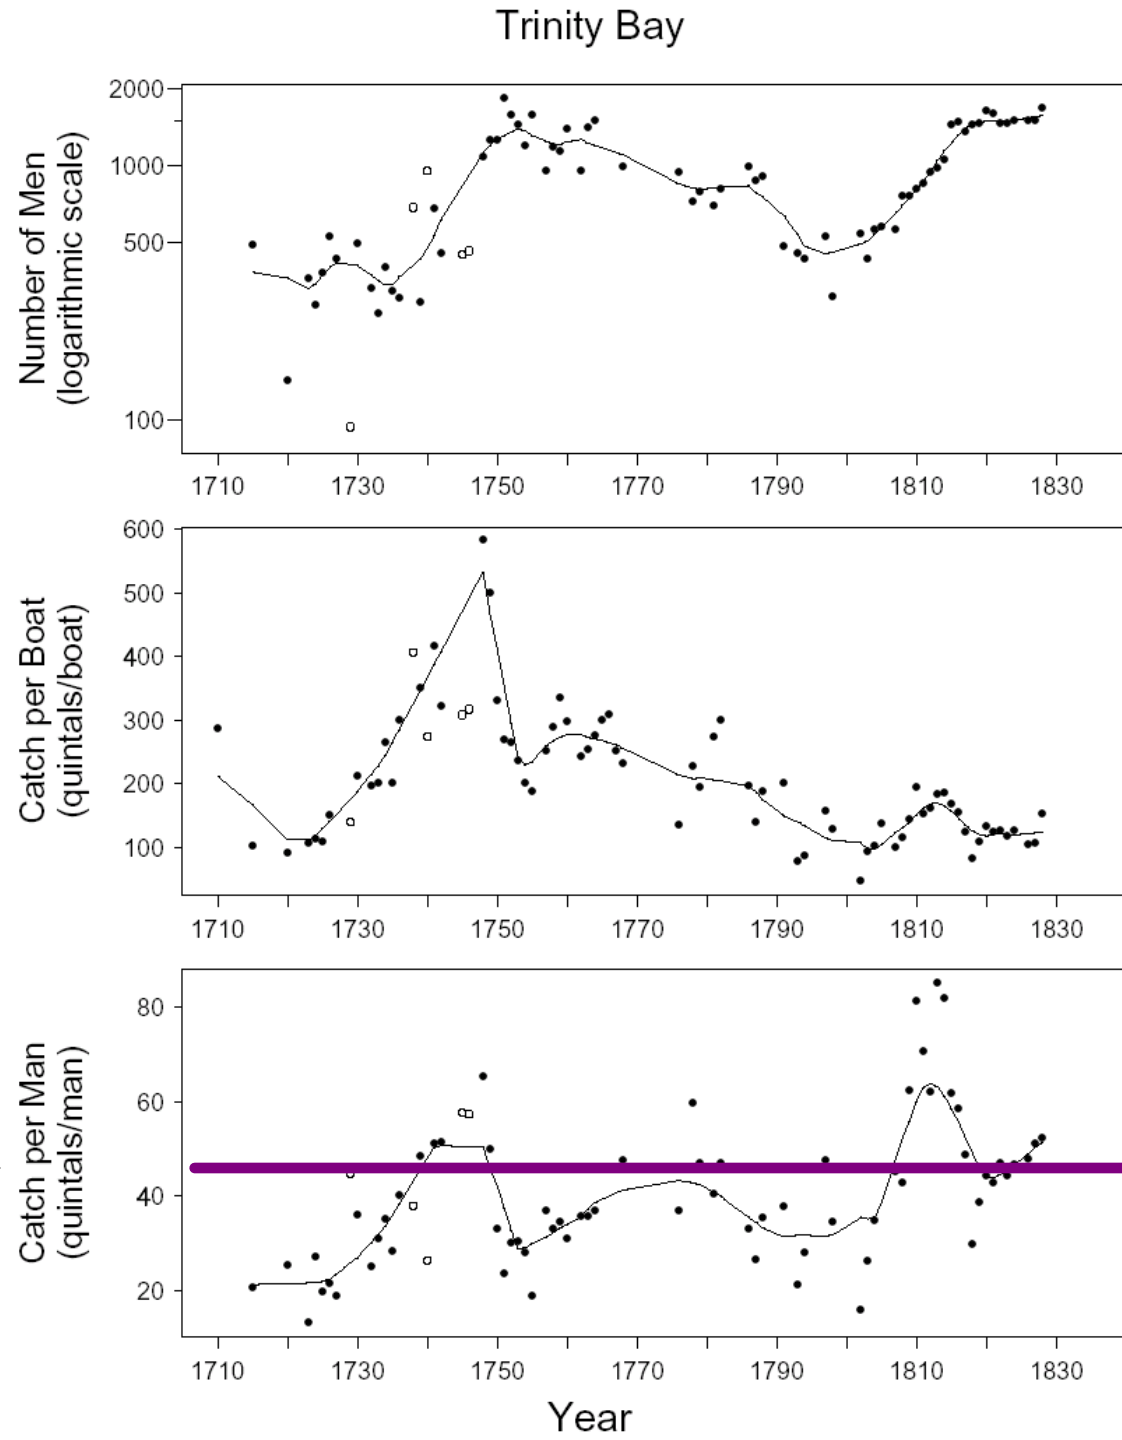 Trinity Bay
Number of Men
(logarithmic scale)
2000
1000
500
100
1710 1730 1750 1770 1790 1810 1830
Catch per Boat
(quintals/boat)
600
500
400
300
200
100
1710 1730 1750 1770 1790 1810 1830
Catch per Man
(quintals/man)
80
60
40
20
1710 1730 1750 1770 1790 1810 1830
Year